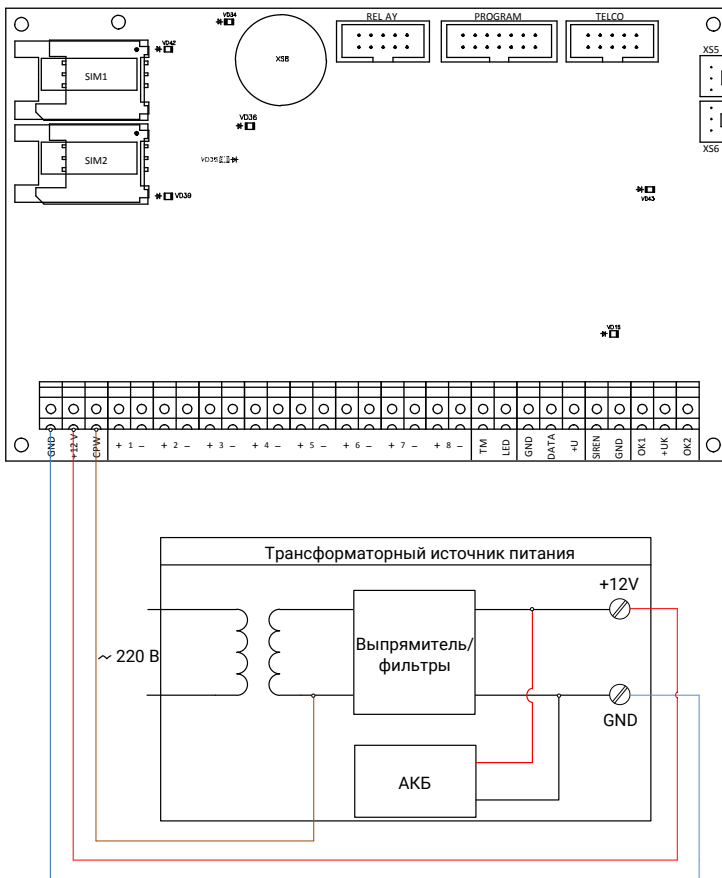 VD34
RELAY
PROGRAM
TELCO
VD42
XS5
XS8
SIM1
VD36
XS6
SIM2
VD35
VD39
VD43
VD15
GND
+12 V
CPW
+ 1 –
+ 2 –
+ 3 –
+ 4 –
+ 5 –
+ 6 –
+ 7 –
+ 8 –
TM
LED
GND
DATA
+U
SIREN
GND
OK1
+UK
OK2
Трансформаторный источник питания
+12V
Выпрямитель/
фильтры
~ 220 В
GND
АКБ